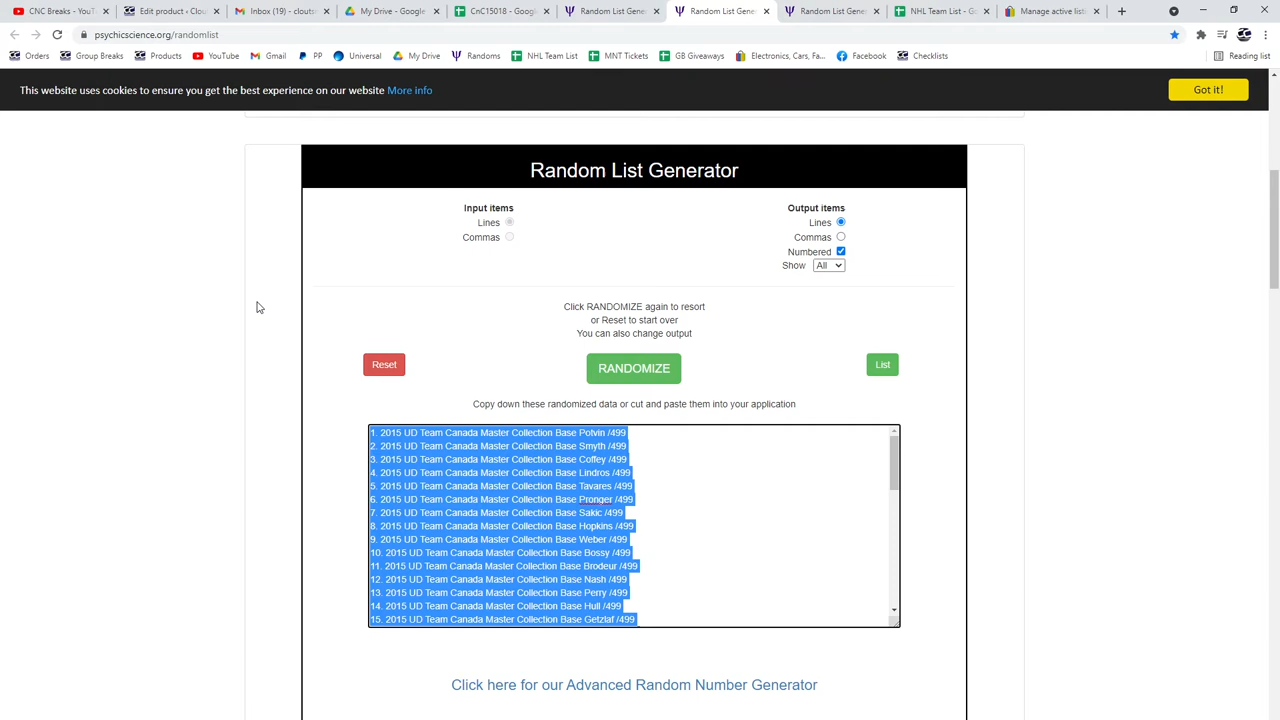 CNC Breaks - YouT
Edit product • Clou
Inbox (19) - cloutsn
My Drive - Google
CnC15018 - Google
Random List Gener
Random List Gener
Random List Gener
NHL Team List - Go
Manage active listi
psychicscience.org/randomlist
Orders
Group Breaks
Products
YouTube
Gmail
PP
Universal
My Drive
Randoms
NHL Team List
MNT Tickets
GB Giveaways
Electronics, Cars, Fa...
Facebook
Checklists
Reading list
This website uses cookies to ensure you get the best experience on our website More info
Got it!
Random List Generator
Input items
Lines
Commas
Output items
Lines
Commas
Numbered
Show All
Click RANDOMIZE again to resort
or Reset to start over
You can also change output
Reset
RANDOMIZE
List
Copy down these randomized data or cut and paste them into your application
1. 2015 UD Team Canada Master Collection Base Potvin /499
2. 2015 UD Team Canada Master Collection Base Smyth /499
3. 2015 UD Team Canada Master Collection Base Coffey /499
4. 2015 UD Team Canada Master Collection Base Lindros /499
5. 2015 UD Team Canada Master Collection Base Tavares /499
6. 2015 UD Team Canada Master Collection Base Pronger /499
7. 2015 UD Team Canada Master Collection Base Sakic /499
8. 2015 UD Team Canada Master Collection Base Hopkins /499
9. 2015 UD Team Canada Master Collection Base Weber /499
10. 2015 UD Team Canada Master Collection Base Bossy /499
11. 2015 UD Team Canada Master Collection Base Brodeur /499
12. 2015 UD Team Canada Master Collection Base Nash /499
13. 2015 UD Team Canada Master Collection Base Perry /499
14. 2015 UD Team Canada Master Collection Base Hull /499
15. 2015 UD Team Canada Master Collection Base Getzlaf /499
Click here for our Advanced Random Number Generator